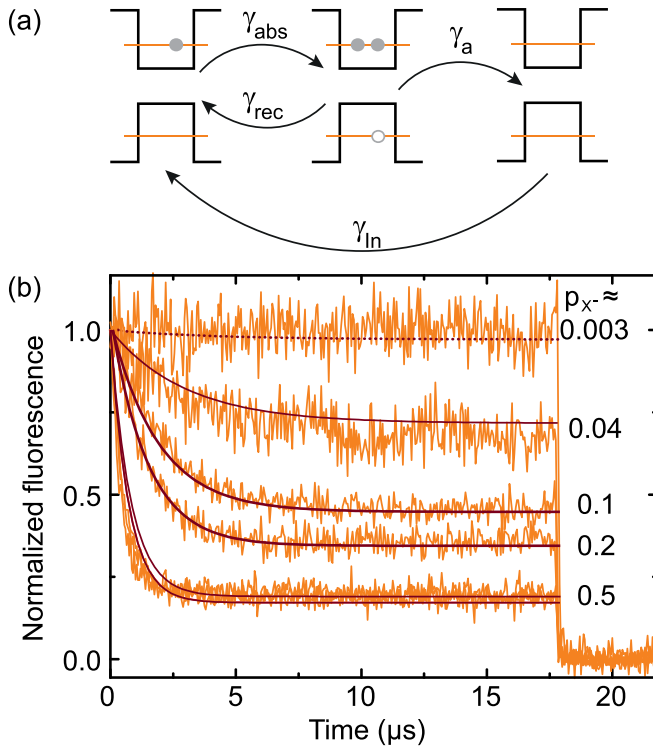 (a)
γabs
γa
γrec
γIn
(b)
pX- ≈
1.0
0.003
0.04
0.5
0.1
0.2
0.5
0.0
Normalized fluorescence
0 5 10 15 20
Time (µs)